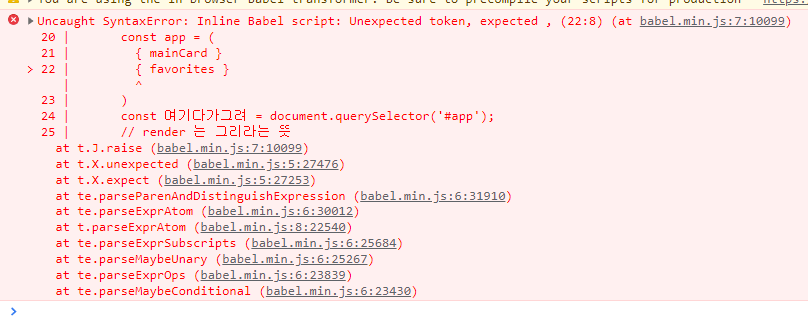 You are using the in-browser Babel transformer. Be sure to precompile your scripts for production - https:
Uncaught SyntaxError: Inline Babel script: Unexpected token, expected , (22:8) (at babel.min.js:7:10099)
20 | const app = (
21 | { mainCard }
> 22 | { favorites }
| ^
23 | )
24 | const 여기다가그려 = document.querySelector('#app');
25 | // render 는 그리라는 뜻
at t.J.raise (babel.min.js:7:10099)
at t.X.unexpected (babel.min.js:5:27476)
at t.X.expect (babel.min.js:5:27253)
at te.parseParenAndDistinguishExpression (babel.min.js:6:31910)
at te.parseExprAtom (babel.min.js:6:30012)
at t.parseExprAtom (babel.min.js:8:22540)
at te.parseExprSubscripts (babel.min.js:6:25684)
at te.parseMaybeUnary (babel.min.js:6:25267)
at te.parseExprOps (babel.min.js:6:23839)
at te.parseMaybeConditional (babel.min.js:6:23430)
>